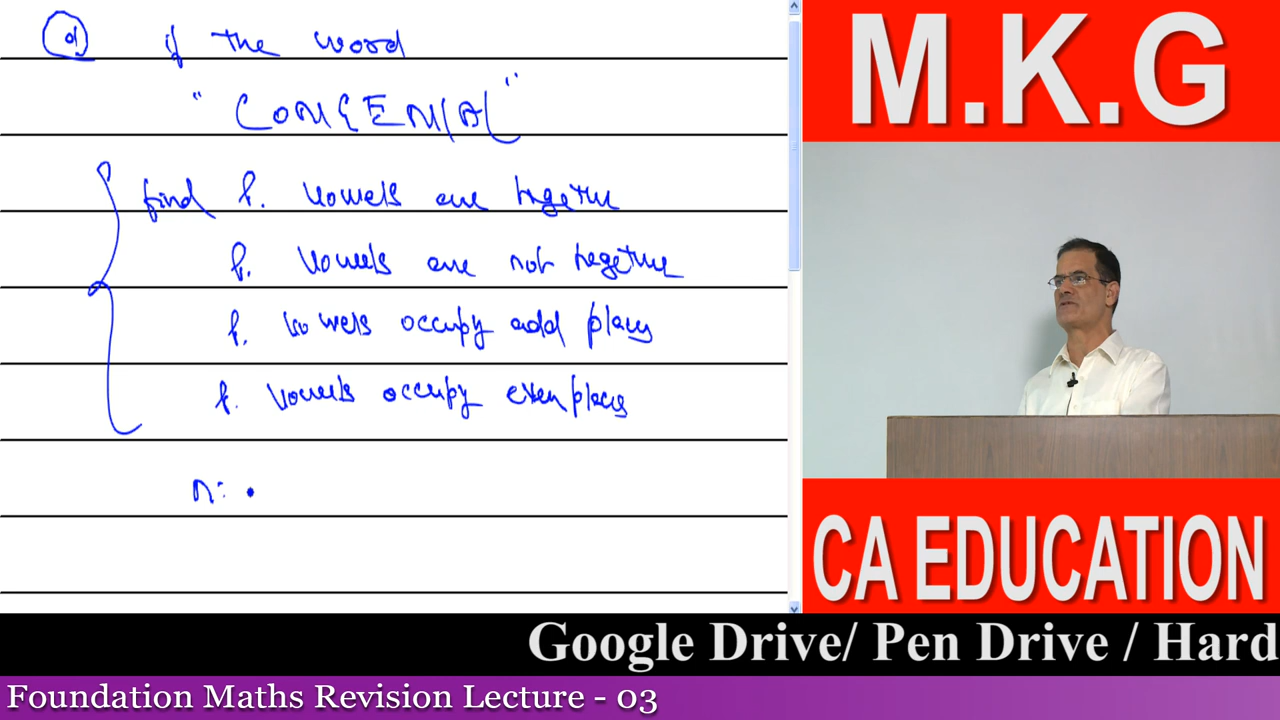 Q if the word
" CONGENIAL "
find P. Vowels are together
P. Vowels are not together
P. Vowels occupy odd places
P. Vowels occupy even places
n:
M.K.G
CA EDUCATION
Google Drive/ Pen Drive / Hard
Foundation Maths Revision Lecture - 03